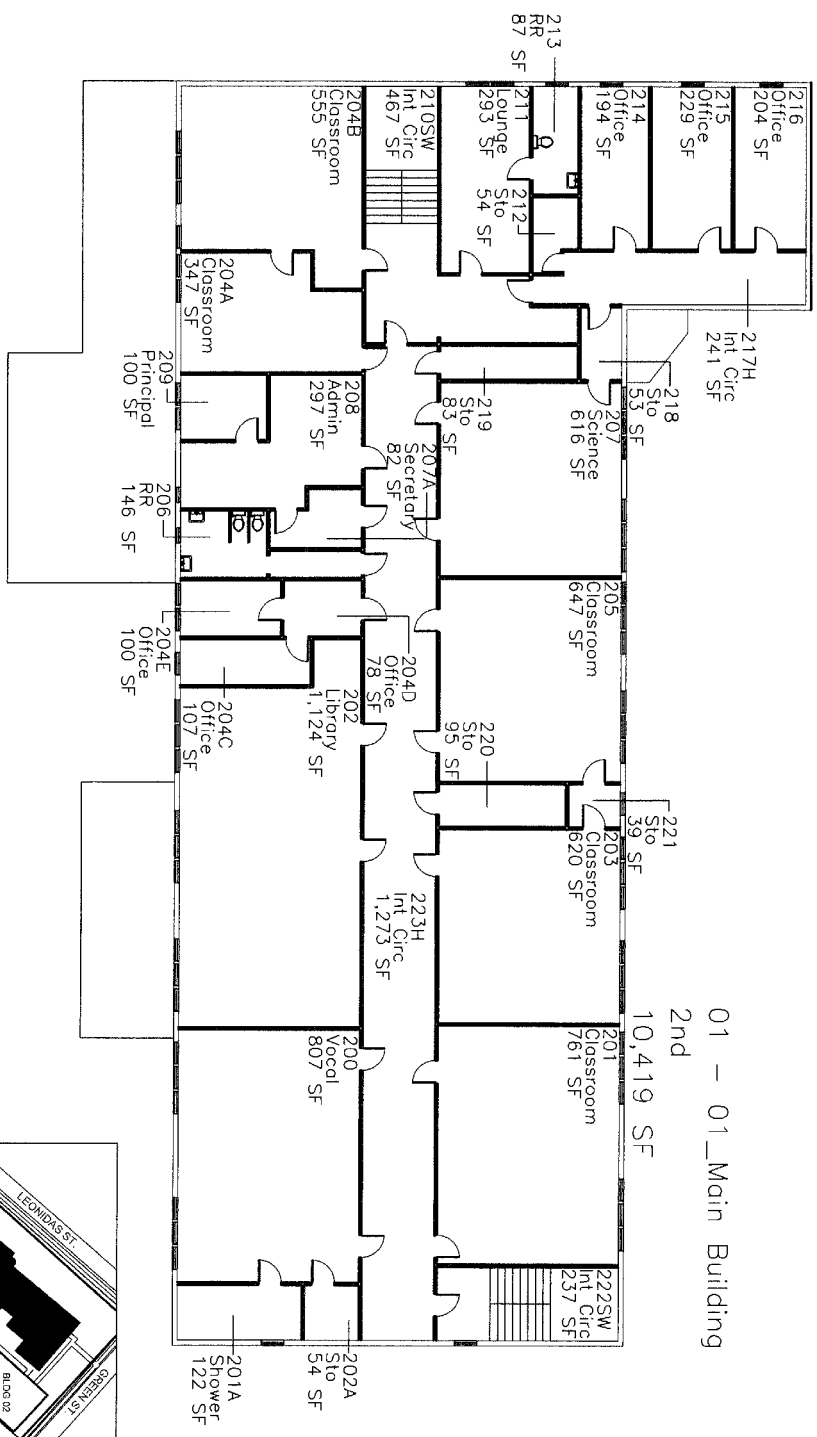 01 - 01_Main Building
2nd
10,419 SF
216
Office
204 SF
215
Office
229 SF
214
Office
194 SF
213
RR
87 SF
212
Sto
54 SF
211
Lounge
293 SF
210SW
Int Circ
467 SF
204B
Classroom
555 SF
204A
Classroom
347 SF
217H
Int Circ
241 SF
218
Sto
53 SF
219
Sto
83 SF
207
Science
616 SF
208
Admin
297 SF
209
Principal
100 SF
207A
Secretary
82 SF
206
RR
146 SF
205
Classroom
647 SF
204D
Office
78 SF
204E
Office
100 SF
204C
Office
107 SF
202
Library
1,124 SF
220
Sto
95 SF
221
Sto
39 SF
203
Classroom
620 SF
223H
Int Circ
1,273 SF
201
Classroom
761 SF
200
Vocal
807 SF
222SW
Int Circ
237 SF
202A
Sto
54 SF
201A
Shower
122 SF
LEONIDAS ST.
GREEN ST.
BLDG 02